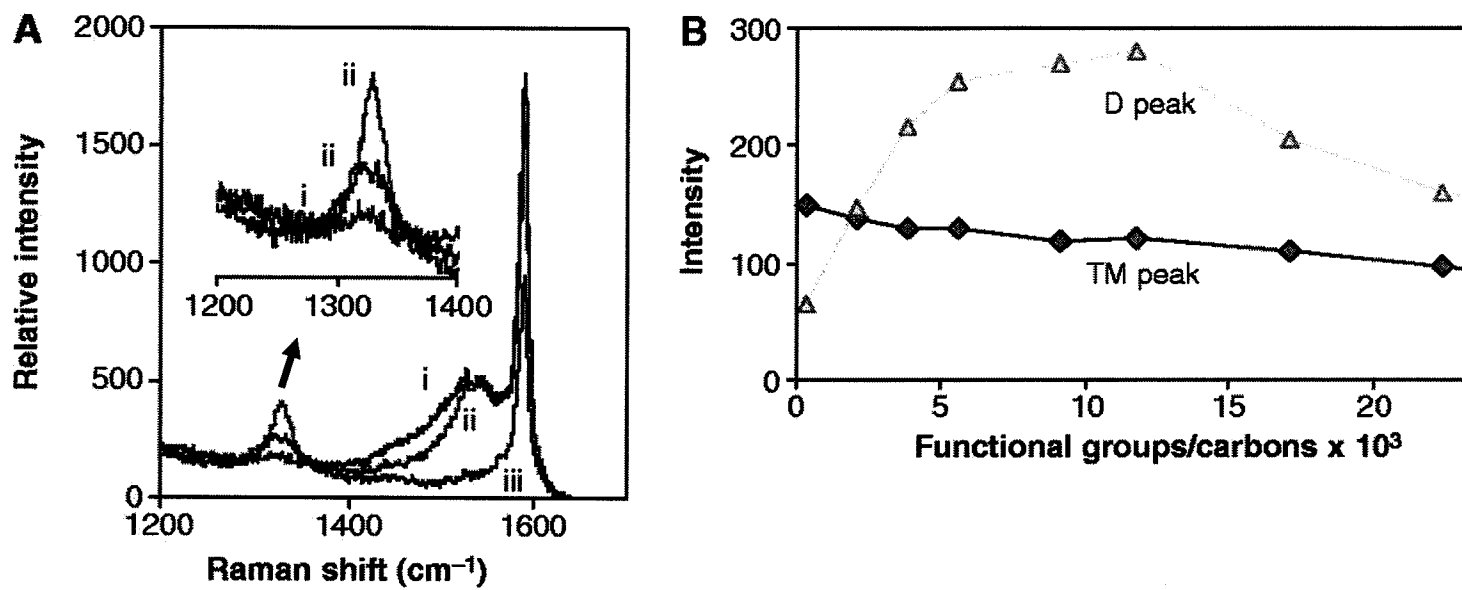 A
2000
1500
1000
500
0
Relative intensity
ii
ii
i
1200 1300 1400
i
ii
iii
1200 1400 1600
Raman shift (cm–1)
B
300
200
100
0
Intensity
D peak
TM peak
0 5 10 15 20
Functional groups/carbons x 10³